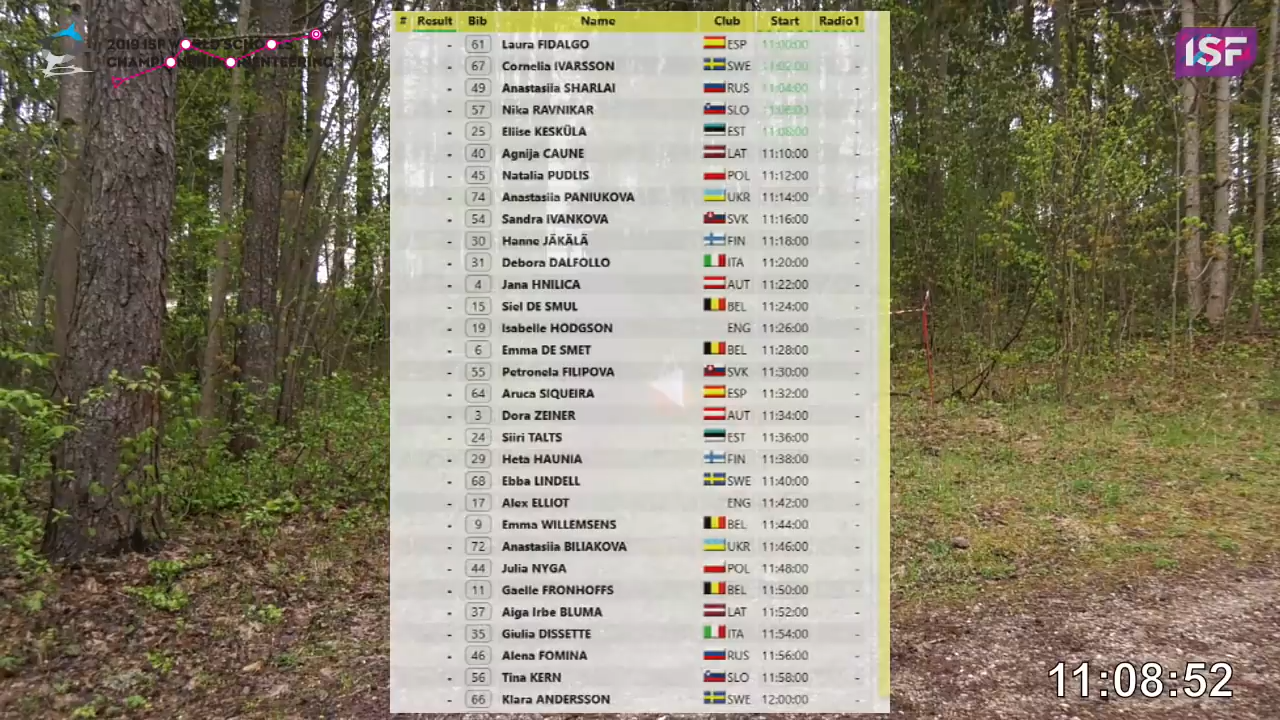 2019 ISF WORLD SCHOOL
CHAMPIONSHIP ORIENTEERING
ISF
# Result Bib Name Club Start Radio1
- 61 Laura FIDALGO ESP 11:00:00 -
- 67 Cornelia IVARSSON SWE 11:02:00 -
- 49 Anastasiia SHARLAI RUS 11:04:00 -
- 57 Nika RAVNIKAR SLO 11:06:00 -
- 25 Eliise KESKÜLA EST 11:08:00 -
- 40 Agnija CAUNE LAT 11:10:00 -
- 45 Natalia PUDLIS POL 11:12:00 -
- 74 Anastasiia PANIUKOVA UKR 11:14:00 -
- 54 Sandra IVANKOVA SVK 11:16:00 -
- 30 Hanne JÄKÄLÄ FIN 11:18:00 -
- 31 Debora DALFOLLO ITA 11:20:00 -
- 4 Jana HNILICA AUT 11:22:00 -
- 15 Siel DE SMUL BEL 11:24:00 -
- 19 Isabelle HODGSON ENG 11:26:00 -
- 6 Emma DE SMET BEL 11:28:00 -
- 55 Petronela FILIPOVA SVK 11:30:00 -
- 64 Aruca SIQUEIRA ESP 11:32:00 -
- 3 Dora ZEINER AUT 11:34:00 -
- 24 Siiri TALTS EST 11:36:00 -
- 29 Heta HAUNIA FIN 11:38:00 -
- 68 Ebba LINDELL SWE 11:40:00 -
- 17 Alex ELLIOT ENG 11:42:00 -
- 9 Emma WILLEMSENS BEL 11:44:00 -
- 72 Anastasiia BILIAKOVA UKR 11:46:00 -
- 44 Julia NYGA POL 11:48:00 -
- 11 Gaelle FRONHOFFS BEL 11:50:00 -
- 37 Aiga Irbe BLUMA LAT 11:52:00 -
- 35 Giulia DISSETTE ITA 11:54:00 -
- 46 Alena FOMINA RUS 11:56:00 -
- 56 Tina KERN SLO 11:58:00 -
- 66 Klara ANDERSSON SWE 12:00:00 -
11:08:52